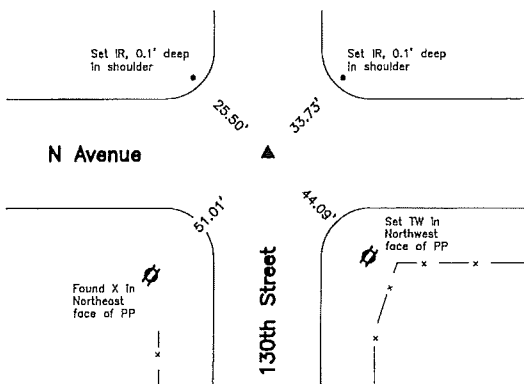 Set IR, 0.1' deep
in shoulder
Set IR, 0.1' deep
in shoulder
25.50'
33.73'
N Avenue
51.01'
44.09'
Set TW in
Northwest
face of PP
Found X in
Northeast
face of PP
130th Street